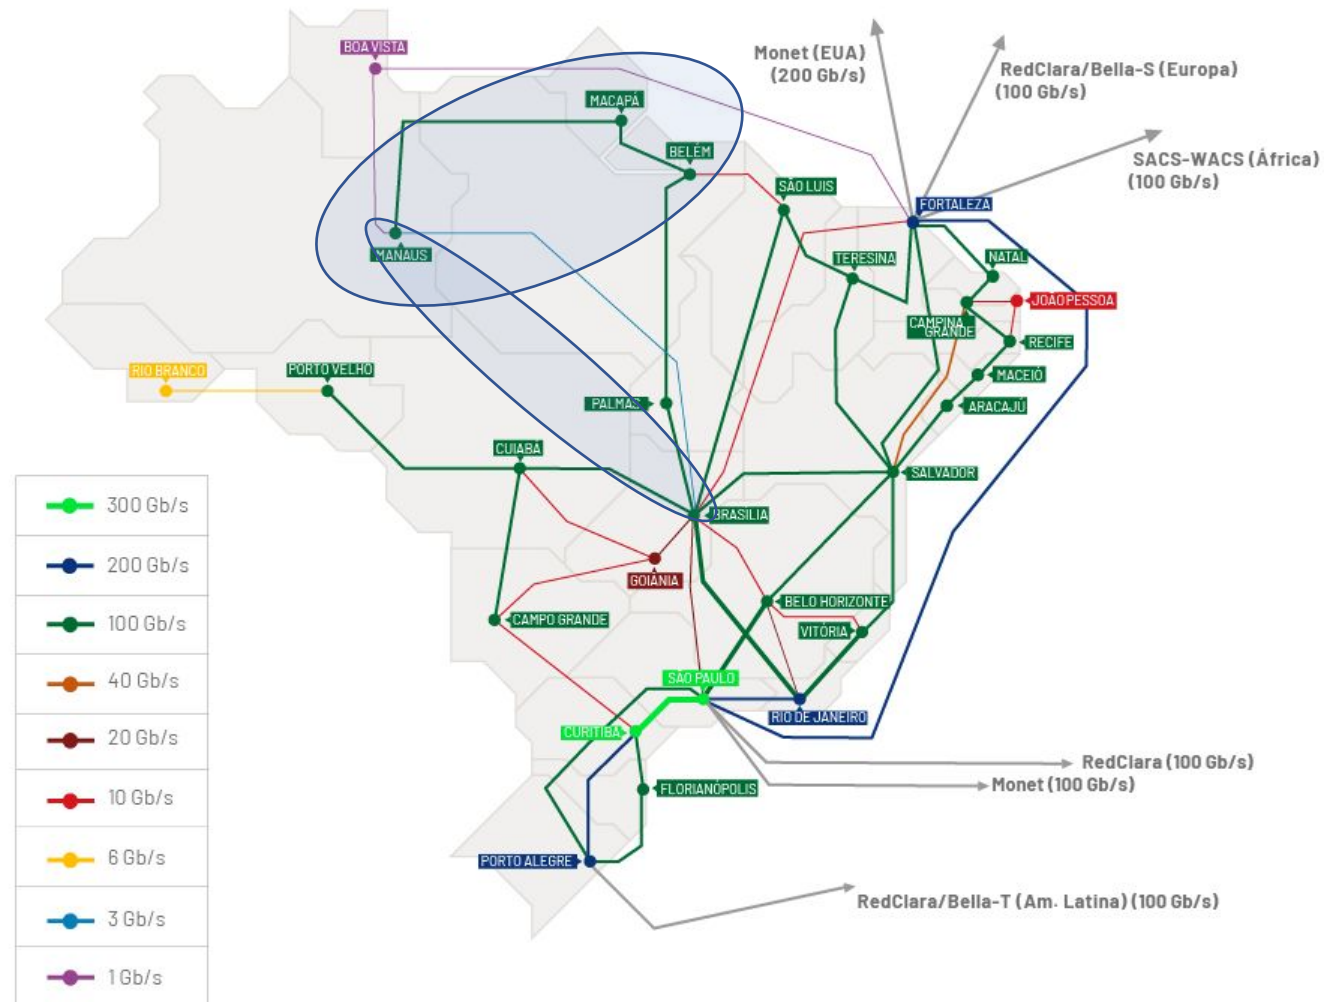 BOA VISTA
Monet (EUA)
(200 Gb/s)
RedClara/Bella-S (Europa)
(100 Gb/s)
MACAPÁ
BELÉM
SACS-WACS (África)
(100 Gb/s)
SÃO LUIS
FORTALEZA
MANAUS
TERESINA
NATAL
JOÃO PESSOA
CAMPINA
GRANDE
RECIFE
RIO BRANCO
PORTO VELHO
MACEIÓ
PALMAS
ARACAJÚ
CUIABÁ
SALVADOR
BRASILIA
GOIÂNIA
BELO HORIZONTE
CAMPO GRANDE
VITÓRIA
SÃO PAULO
RIO DE JANEIRO
CURITIBA
RedClara (100 Gb/s)
Monet (100 Gb/s)
FLORIANÓPOLIS
PORTO ALEGRE
RedClara/Bella-T (Am. Latina) (100 Gb/s)
300 Gb/s
200 Gb/s
100 Gb/s
40 Gb/s
20 Gb/s
10 Gb/s
6 Gb/s
3 Gb/s
1 Gb/s